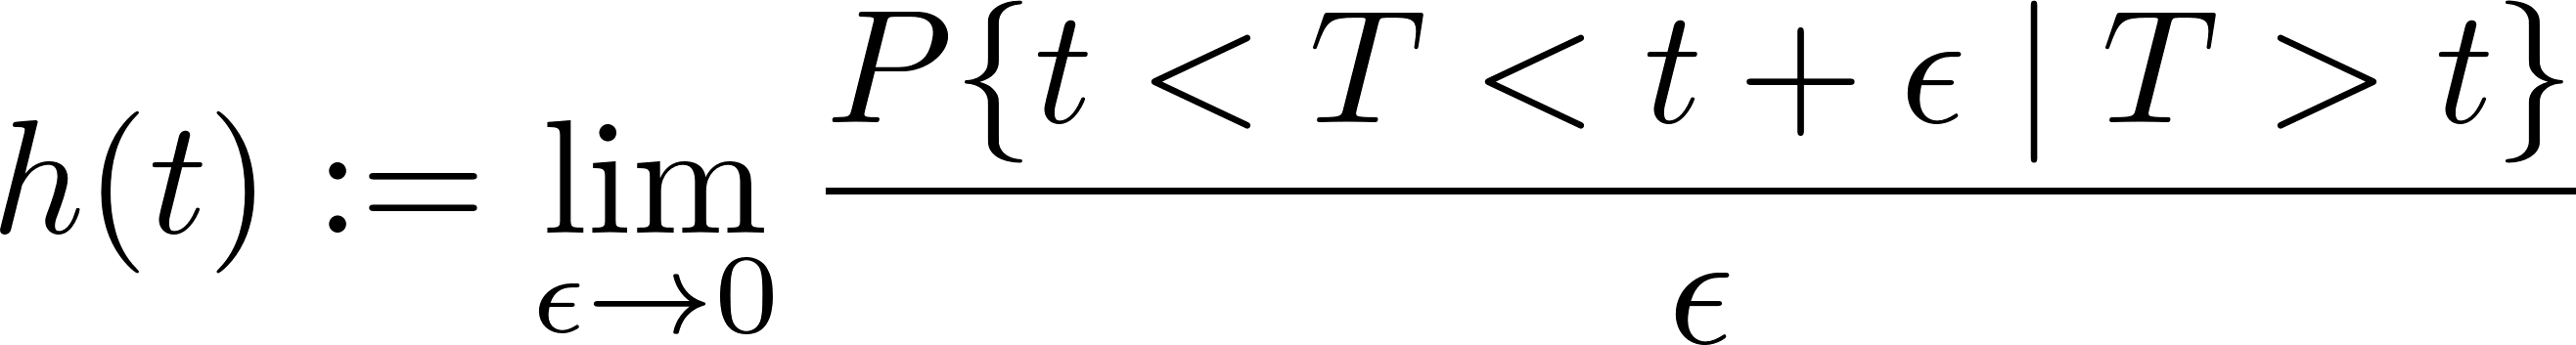 h(t) := lim_{ϵ→0} P{t < T < t + ϵ | T > t} / ϵ